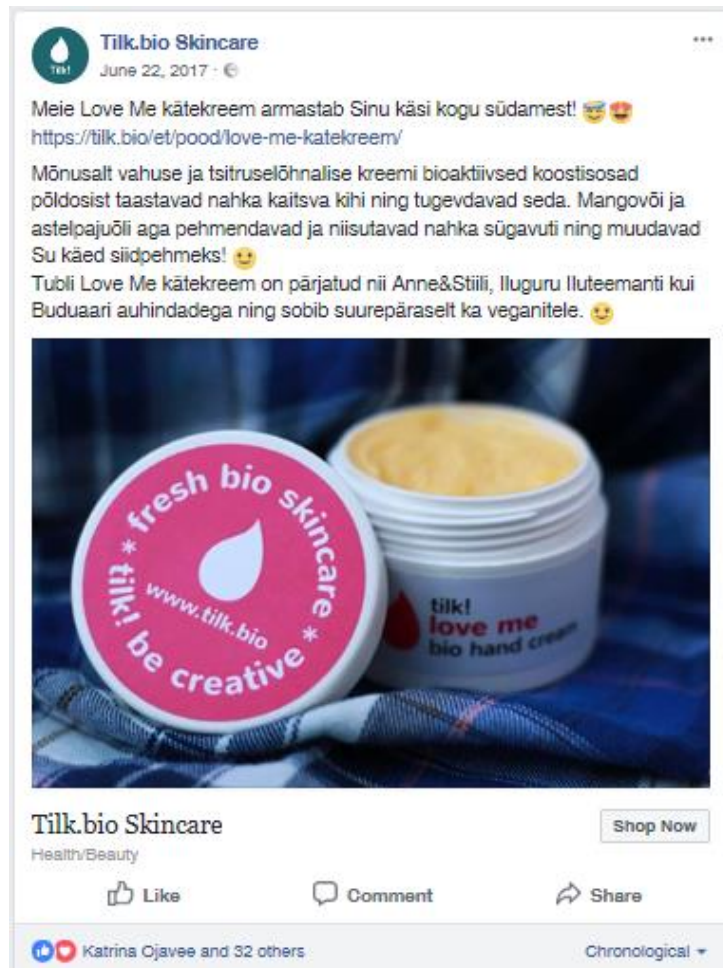 Tilk.bio Skincare
June 22, 2017 ·
Meie Love Me kätekreem armastab Sinu käsi kogu südamest! 😇😍
https://tilk.bio/et/pood/love-me-katekreem/
Mõnusalt vahuse ja tsitruselõhnalise kreemi bioaktiivsed koostisosad
põldosist taastavad nahka kaitsva kihi ning tugevdavad seda. Mangovõi ja
astelpajuõli aga pehmendavad ja niisutavad nahka sügavuti ning muudavad
Su käed siidpehmeks! 🙂
Tubli Love Me kätekreem on pärjatud nii Anne&Stiili, Iluguru Iluteemanti kui
Buduaari auhindadega ning sobib suurepäraselt ka veganitele. 🙂
* fresh bio skincare *
www.tilk.bio
tilk! be creative
tilk!
love me
bio hand cream
Tilk.bio Skincare
Shop Now
Health/Beauty
Like Comment Share
Katrina Ojavee and 32 others Chronological
Tilk!